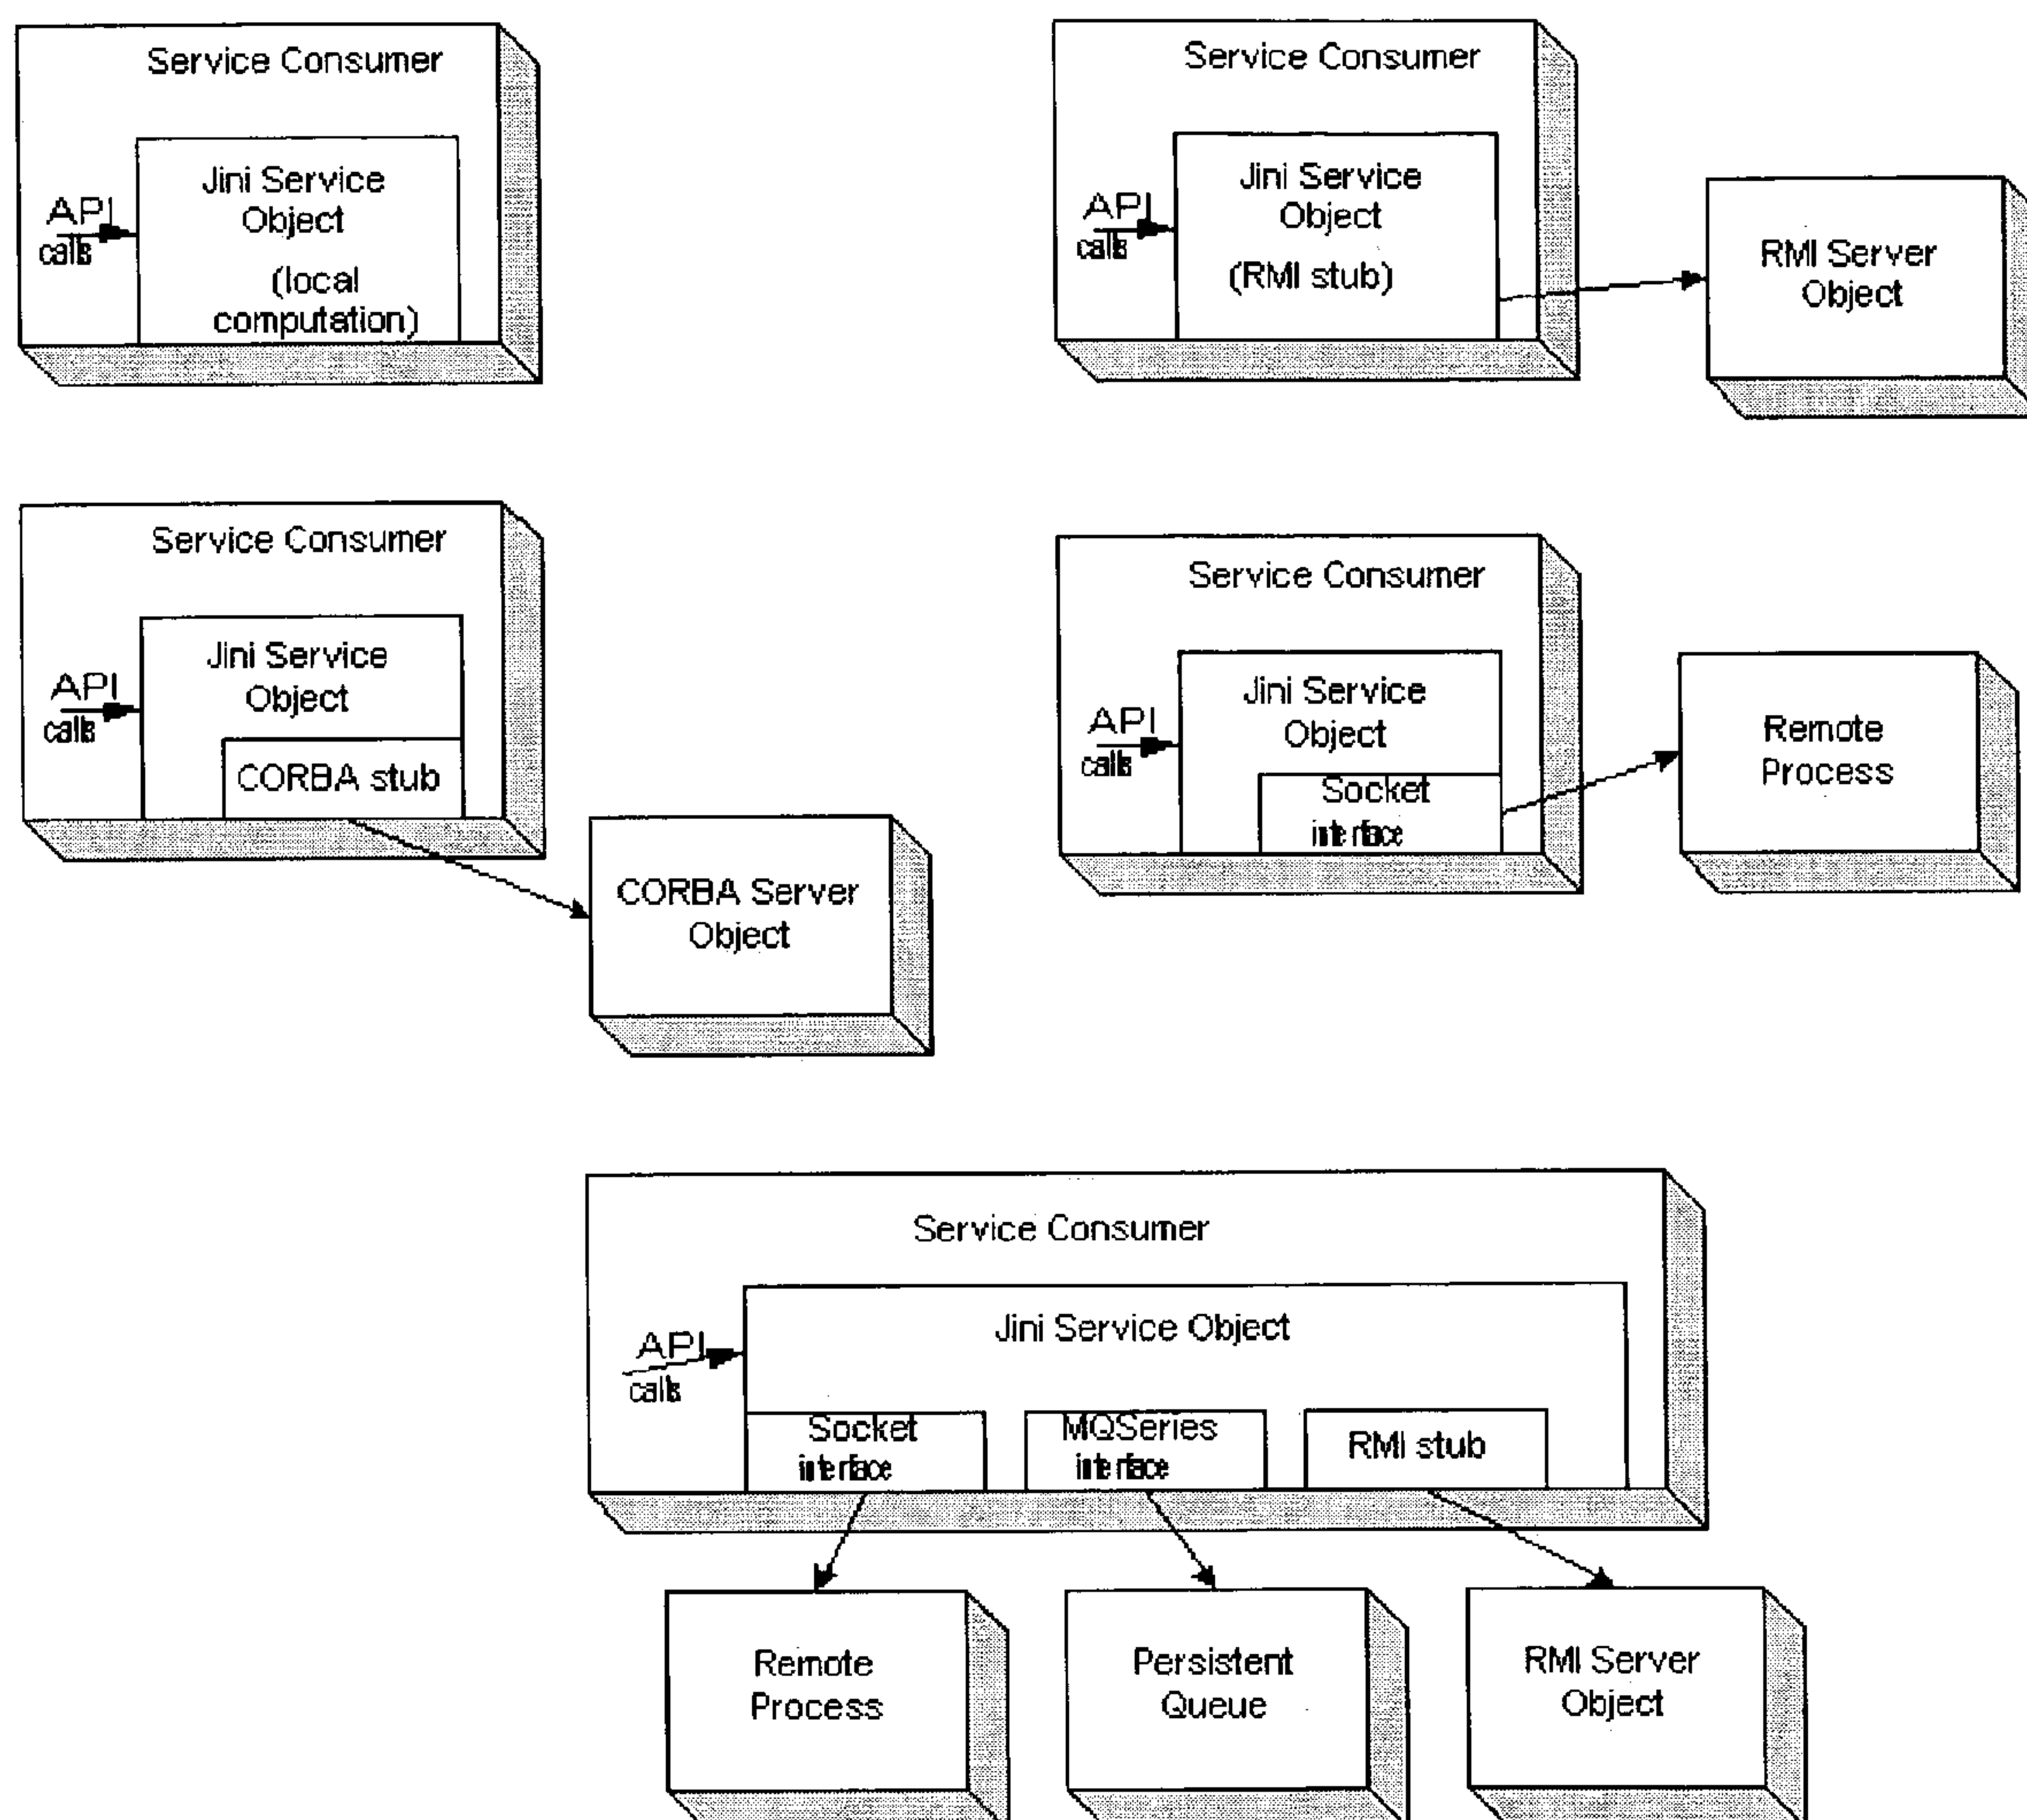 Service Consumer
Jini Service
Object
(local
computation)
API
calls
Service Consumer
Jini Service
Object
(RMI stub)
API
calls
RMI Server
Object
Service Consumer
Jini Service
Object
API
calls
CORBA stub
CORBA Server
Object
Service Consumer
Jini Service
Object
API
calls
Socket
interface
Remote
Process
Service Consumer
Jini Service Object
API
calls
Socket
interface
MQSeries
interface
RMI stub
Remote
Process
Persistent
Queue
RMI Server
Object